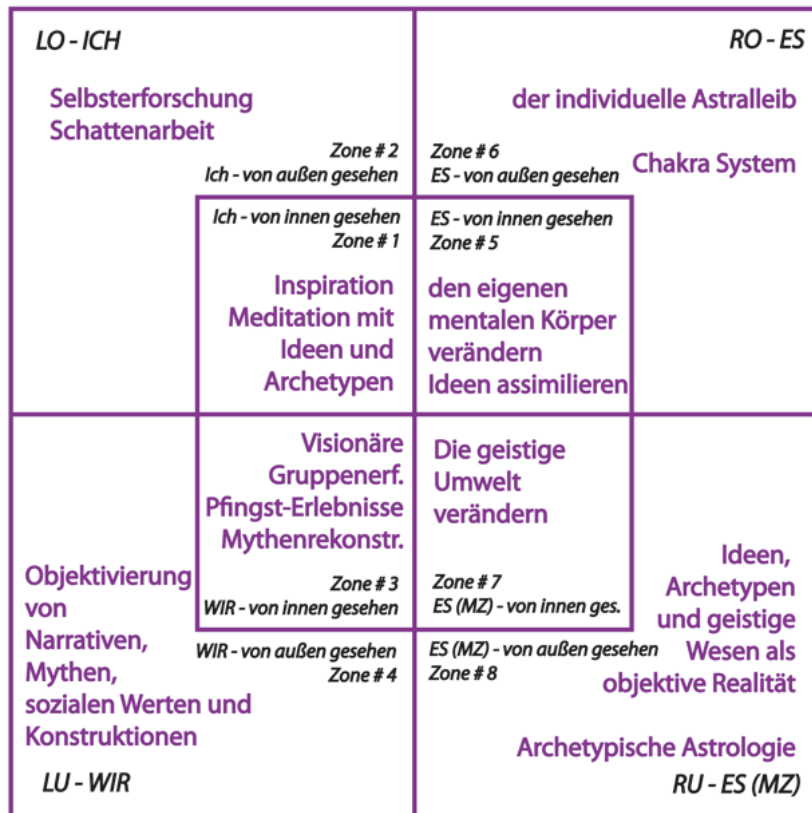 LO - ICH
Selbsterforschung
Schattenarbeit
Zone # 2
Ich - von außen gesehen
Ich - von innen gesehen
Zone # 1
Inspiration
Meditation mit
Ideen und
Archetypen
RO - ES
der individuelle Astralleib
Chakra System
Zone # 6
ES - von außen gesehen
ES - von innen gesehen
Zone # 5
den eigenen
mentalen Körper
verändern
Ideen assimilieren
Visionäre
Gruppenerf.
Pfingst-Erlebnisse
Mythenrekonstr.
Zone # 3
WIR - von innen gesehen
WIR - von außen gesehen
Zone # 4
Objektivierung
von
Narrativen,
Mythen,
sozialen Werten und
Konstruktionen
LU - WIR
Die geistige
Umwelt
verändern
Zone # 7
ES (MZ) - von innen ges.
ES (MZ) - von außen gesehen
Zone # 8
Ideen,
Archetypen
und geistige
Wesen als
objektive Realität
Archetypische Astrologie
RU - ES (MZ)